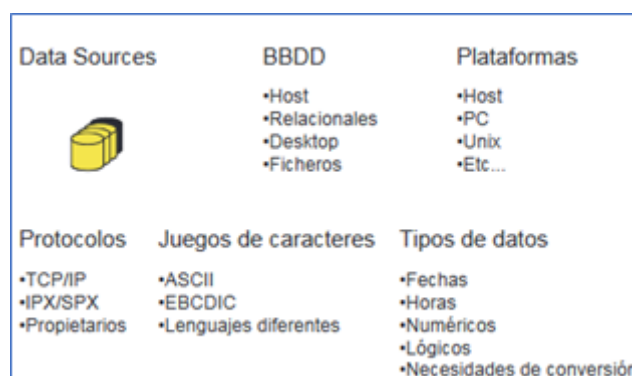 Data Sources
BBDD
•Host
•Relacionales
•Desktop
•Ficheros
Plataformas
•Host
•PC
•Unix
•Etc...
Protocolos
•TCP/IP
•IPX/SPX
•Propietarios
Juegos de caracteres
•ASCII
•EBCDIC
•Lenguajes diferentes
Tipos de datos
•Fechas
•Horas
•Numéricos
•Lógicos
•Necesidades de conversión